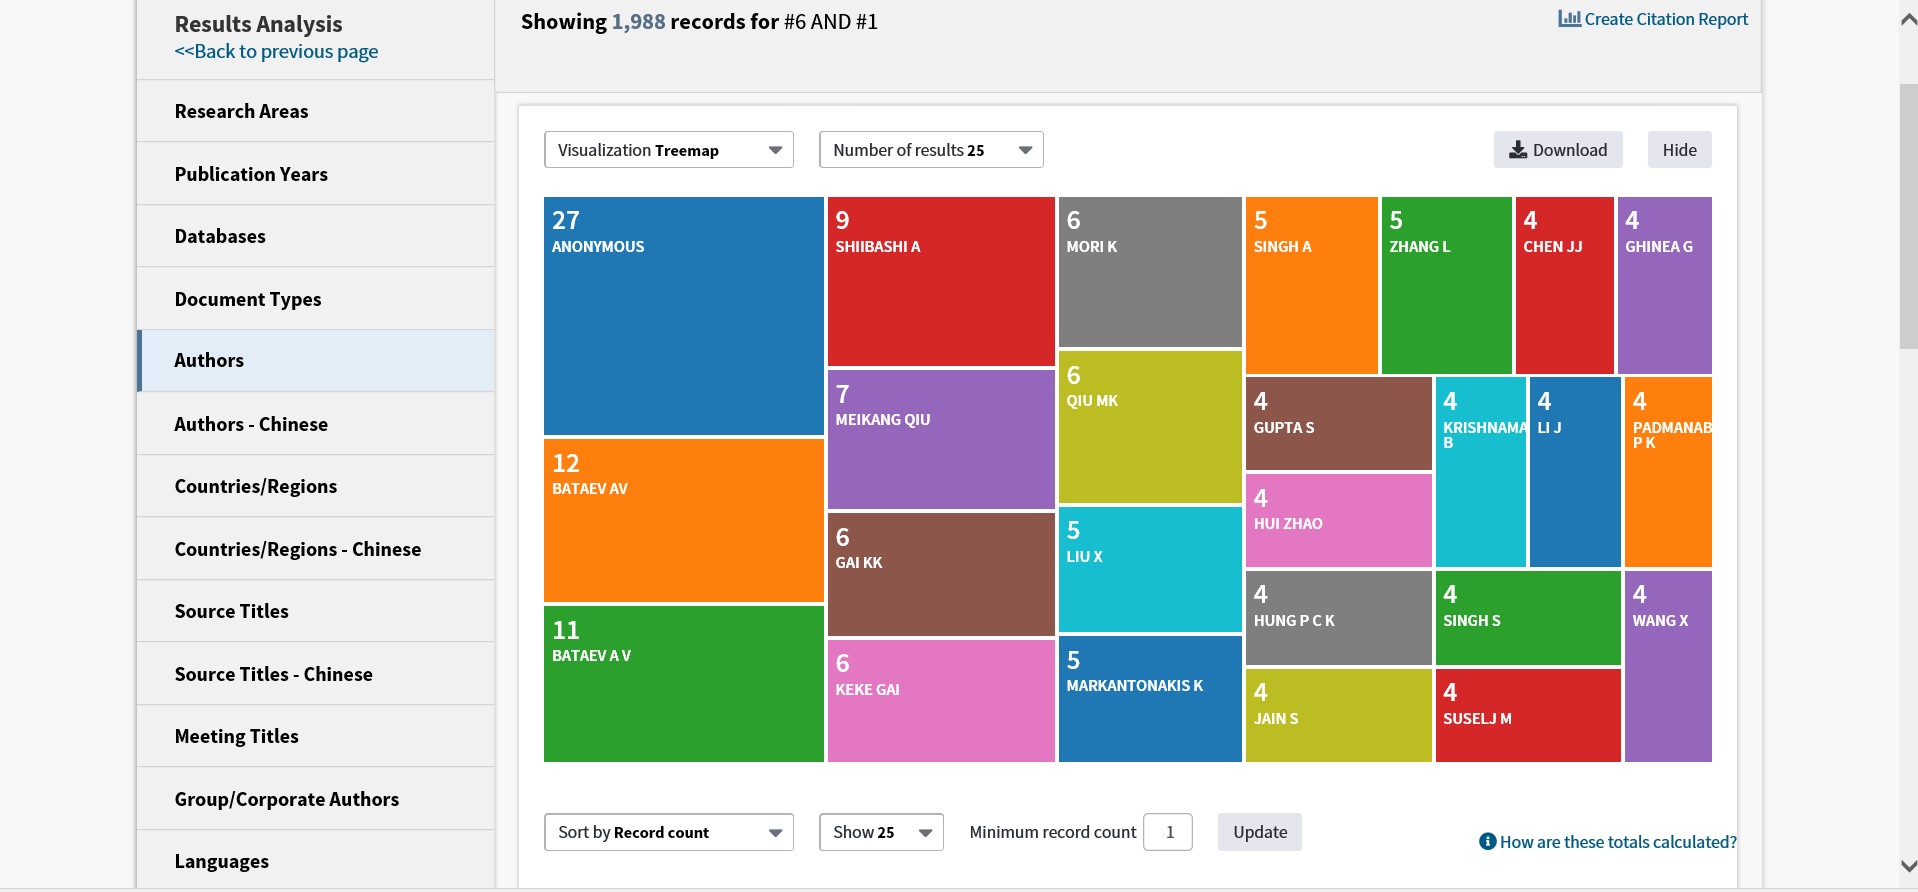 Results Analysis
<<Back to previous page
Research Areas
Publication Years
Databases
Document Types
Authors
Authors - Chinese
Countries/Regions
Countries/Regions - Chinese
Source Titles
Source Titles - Chinese
Meeting Titles
Group/Corporate Authors
Languages
Showing 1,988 records for #6 AND #1
Create Citation Report
Visualization Treemap
Number of results 25
Download
Hide
27
ANONYMOUS
12
BATAEV AV
11
BATAEV A V
9
SHIIBASHI A
7
MEIKANG QIU
6
GAI KK
6
KEKE GAI
6
MORI K
6
QIU MK
5
LIU X
5
MARKANTONAKIS K
5
SINGH A
5
ZHANG L
4
CHEN JJ
4
GHINEA G
4
GUPTA S
4
HUI ZHAO
4
HUNG P C K
4
JAIN S
4
KRISHNAMA
B
4
LI J
4
PADMANAB
P K
4
SINGH S
4
SUSELJ M
4
WANG X
Sort by Record count
Show 25
Minimum record count 1
Update
How are these totals calculated?